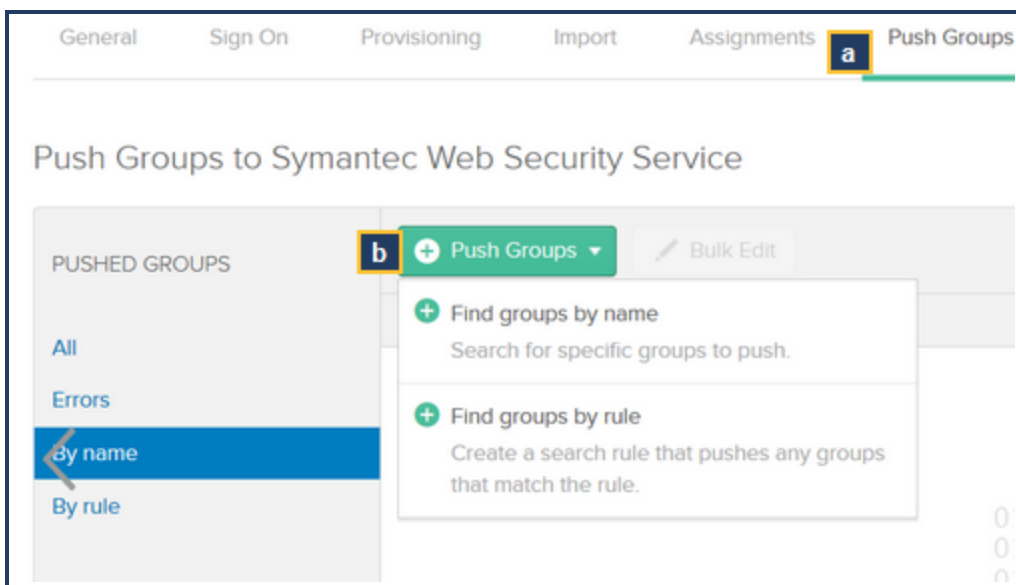 General Sign On Provisioning Import Assignments a Push Groups
Push Groups to Symantec Web Security Service
PUSHED GROUPS
All
Errors
By name
By rule
b Push Groups Bulk Edit
Find groups by name
Search for specific groups to push.
Find groups by rule
Create a search rule that pushes any groups
that match the rule.